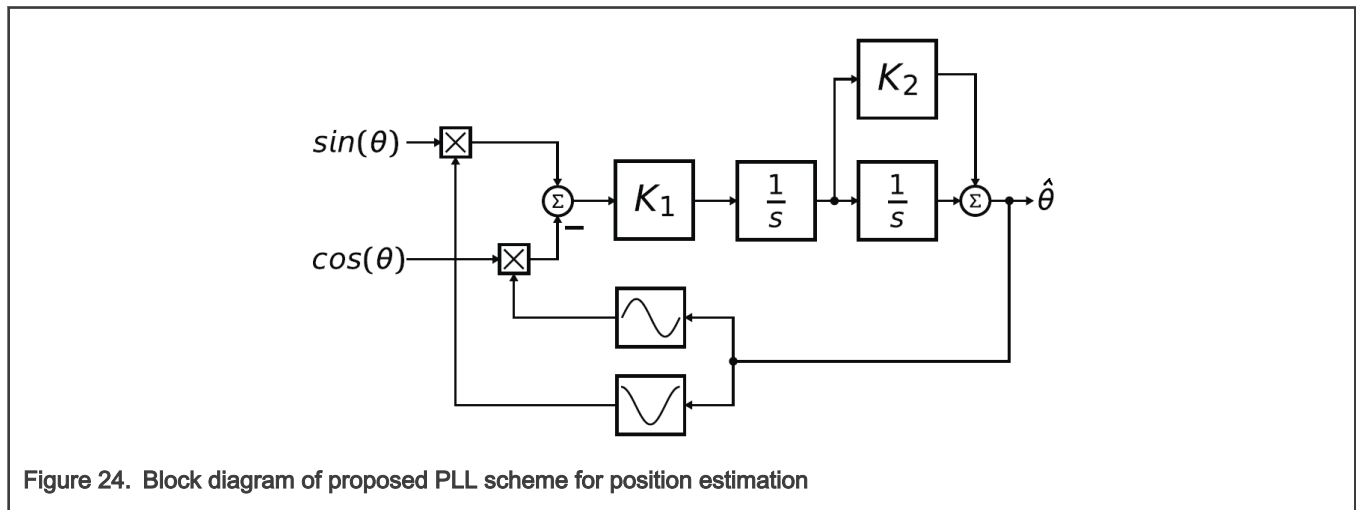 K₂
sin(θ)
Σ
K₁
1/s
1/s
Σ
θ̂
−
cos(θ)
Figure 24. Block diagram of proposed PLL scheme for position estimation